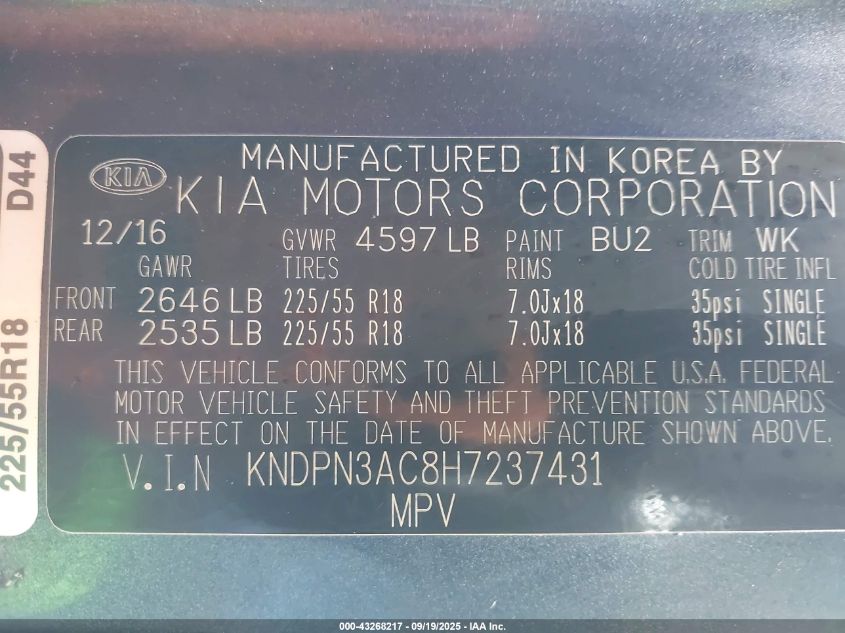 MANUFACTURED IN KOREA BY
KIA KIA MOTORS CORPORATION
12/16 GVWR 4597 LB PAINT BU2 TRIM WK
GAWR TIRES RIMS COLD TIRE INFL
FRONT 2646 LB 225/55 R18 7.0Jx18 35psi SINGLE
REAR 2535 LB 225/55 R18 7.0Jx18 35psi SINGLE
THIS VEHICLE CONFORMS TO ALL APPLICABLE U.S.A. FEDERAL
MOTOR VEHICLE SAFETY AND THEFT PREVENTION STANDARDS
IN EFFECT ON THE DATE OF MANUFACTURE SHOWN ABOVE.
V.I.N KNDPN3AC8H7237431
MPV
225/55R18 D44
000-43268217 - 09/19/2025 - IAA Inc.